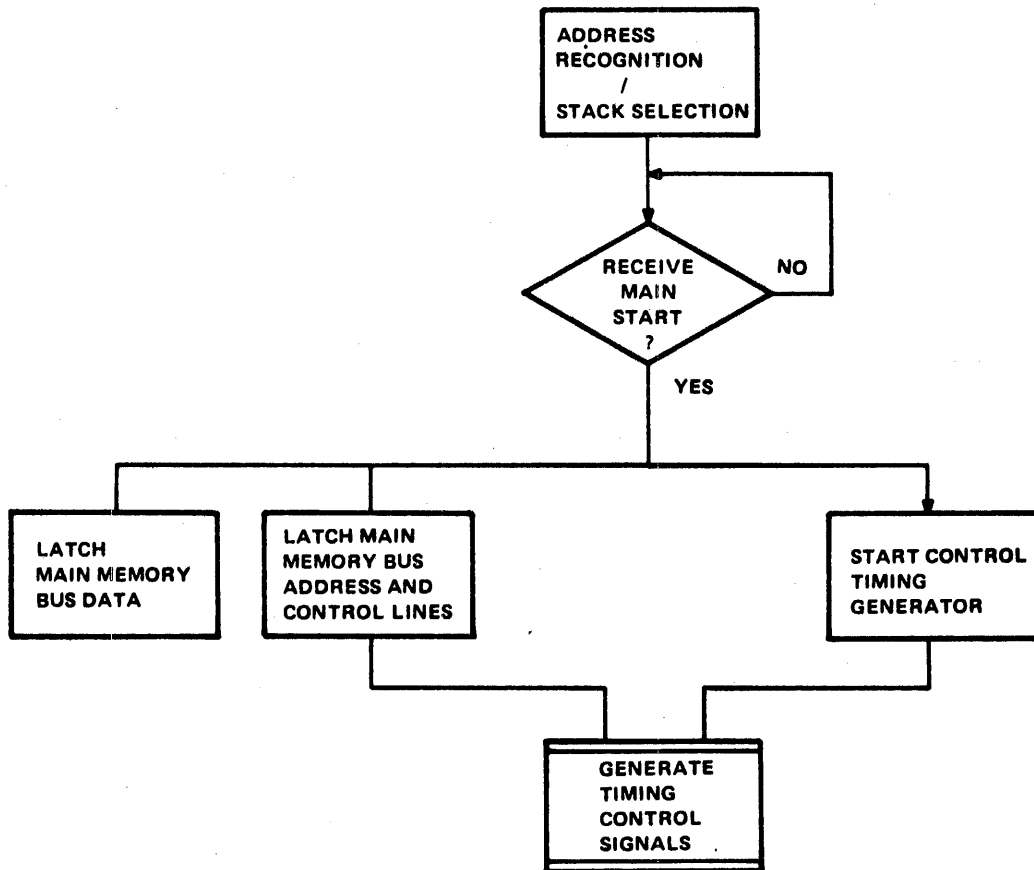 ADDRESS
RECOGNITION
/
STACK SELECTION
RECEIVE
MAIN
START
?
NO
YES
LATCH
MAIN MEMORY
BUS DATA
LATCH MAIN
MEMORY BUS
ADDRESS AND
CONTROL LINES
START CONTROL
TIMING
GENERATOR
GENERATE
TIMING
CONTROL
SIGNALS